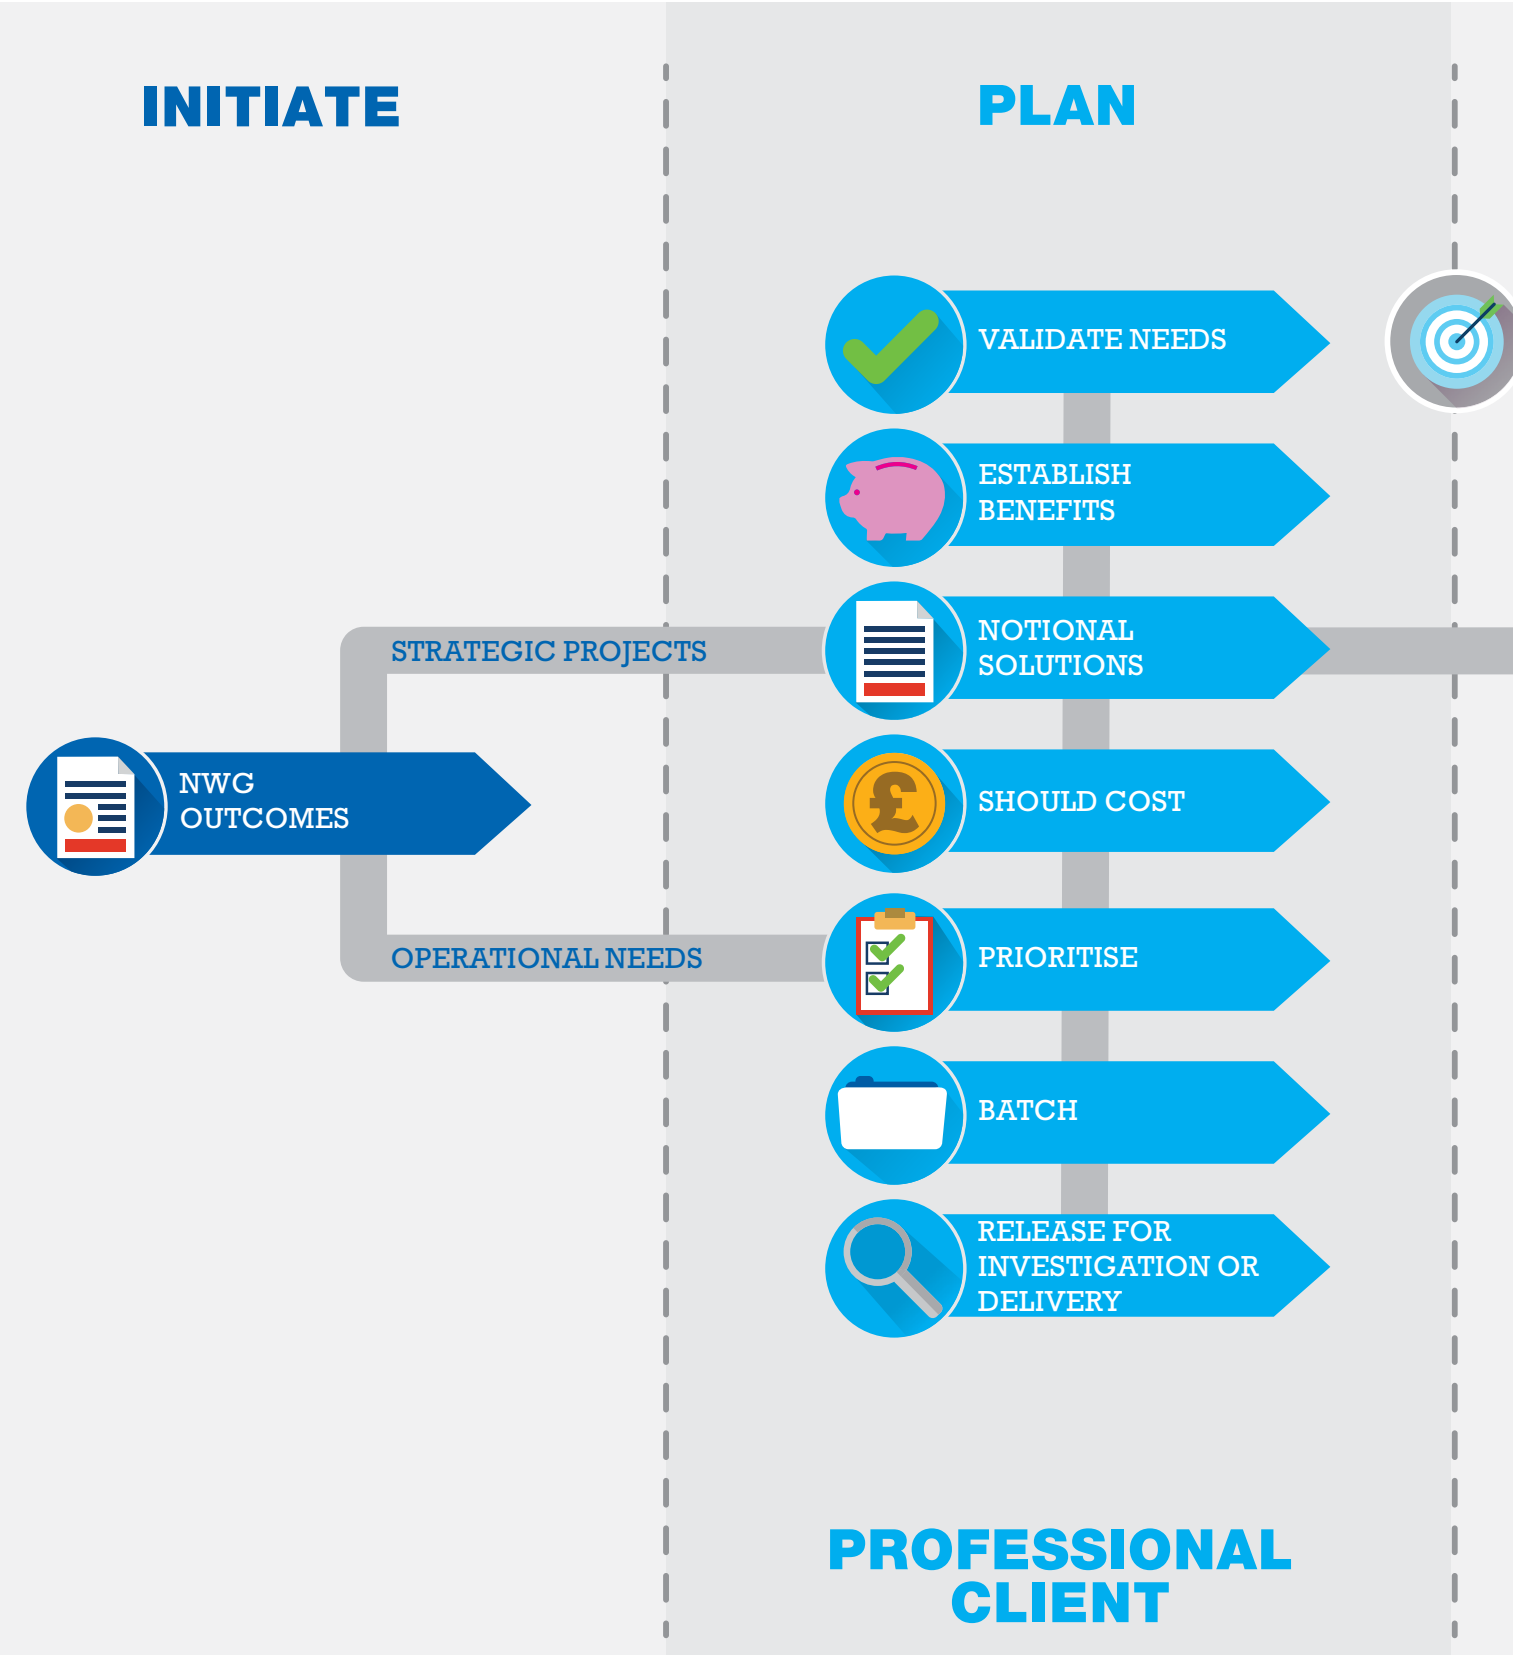 INITIATE
PLAN
VALIDATE NEEDS
ESTABLISH
BENEFITS
STRATEGIC PROJECTS
NOTIONAL
SOLUTIONS
NWG
OUTCOMES
SHOULD COST
OPERATIONAL NEEDS
PRIORITISE
BATCH
RELEASE FOR
INVESTIGATION OR
DELIVERY
PROFESSIONAL
CLIENT